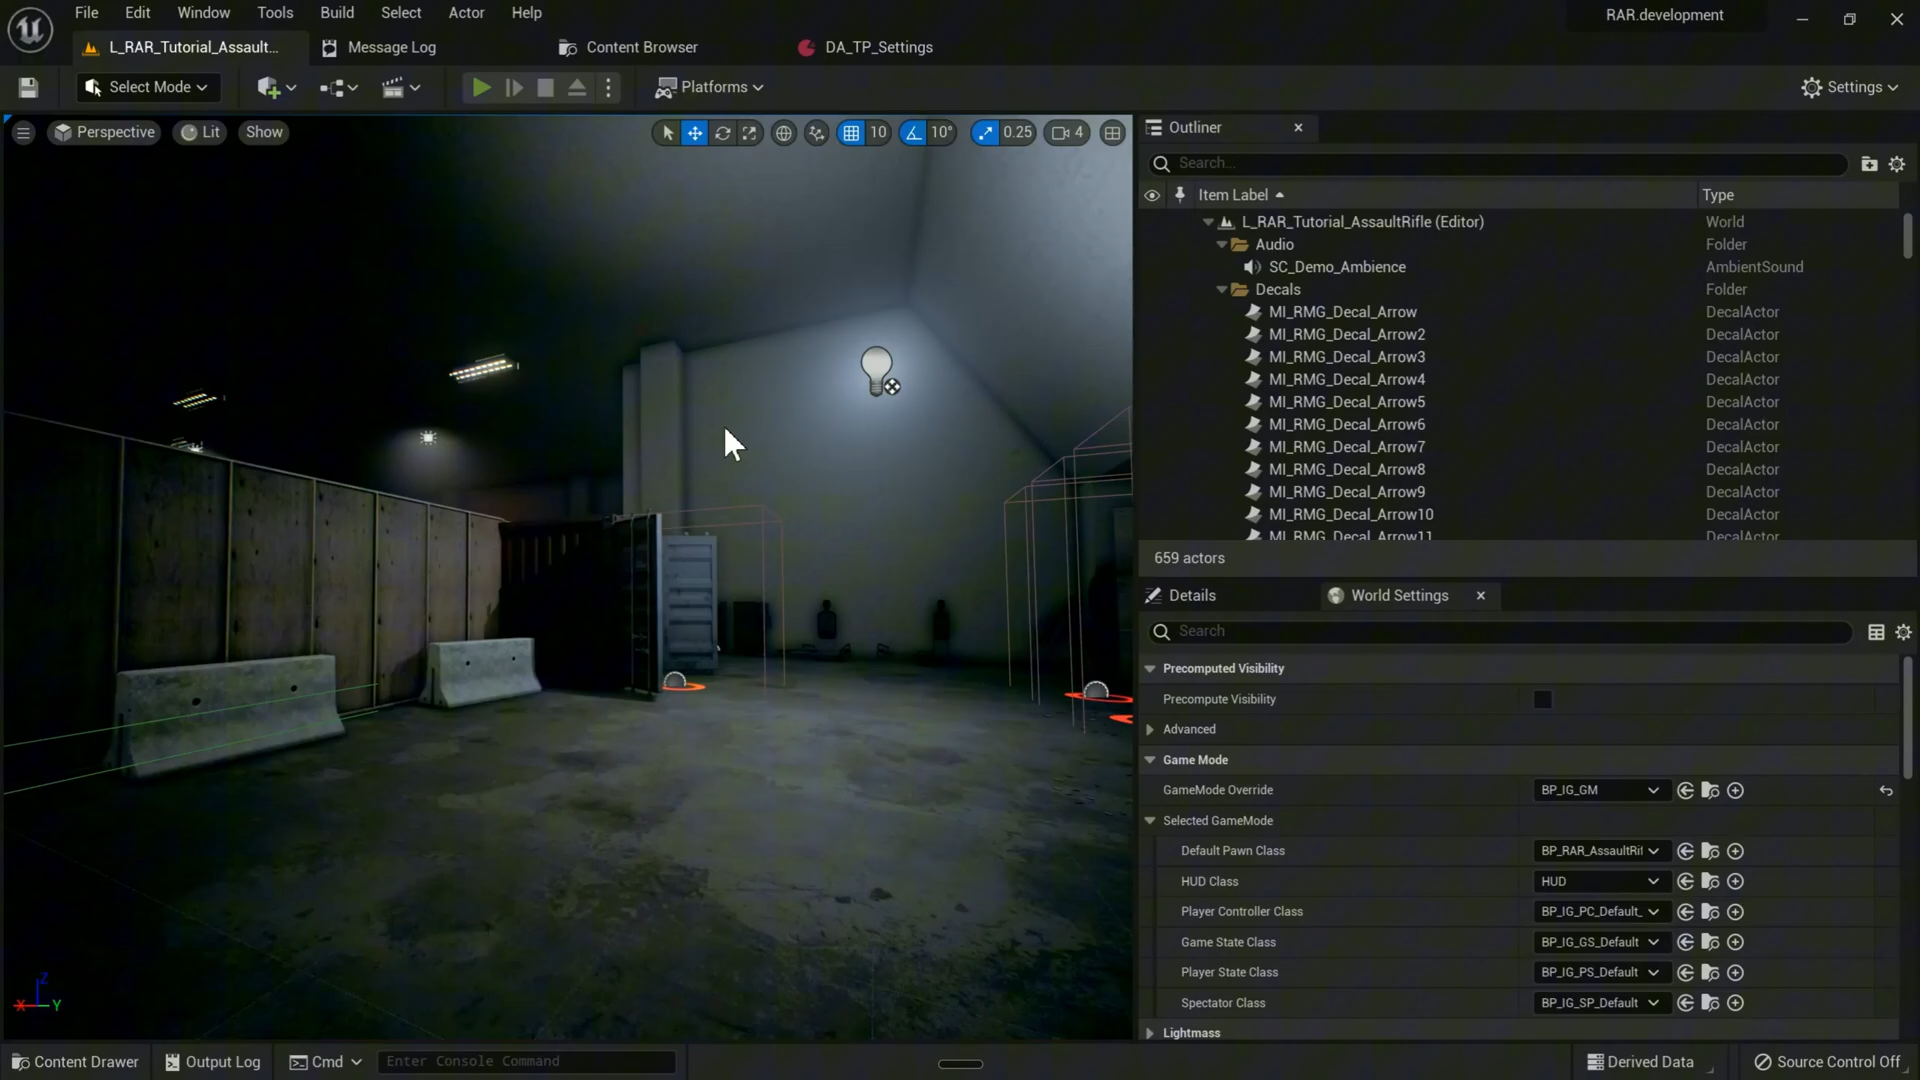 File Edit Window Tools Build Select Actor Help
RAR.development
L_RAR_Tutorial_Assault...
Message Log
Content Browser
DA_TP_Settings
Select Mode
Platforms
Settings
Perspective
Lit
Show
10
10°
0.25
4
Outliner
Search...
Item Label
Type
L_RAR_Tutorial_AssaultRifle (Editor) World
Audio Folder
SC_Demo_Ambience AmbientSound
Decals Folder
MI_RMG_Decal_Arrow DecalActor
MI_RMG_Decal_Arrow2 DecalActor
MI_RMG_Decal_Arrow3 DecalActor
MI_RMG_Decal_Arrow4 DecalActor
MI_RMG_Decal_Arrow5 DecalActor
MI_RMG_Decal_Arrow6 DecalActor
MI_RMG_Decal_Arrow7 DecalActor
MI_RMG_Decal_Arrow8 DecalActor
MI_RMG_Decal_Arrow9 DecalActor
MI_RMG_Decal_Arrow10 DecalActor
MI_RMG_Decal_Arrow11 DecalActor
659 actors
Details
World Settings
Search
Precomputed Visibility
Precompute Visibility
Advanced
Game Mode
GameMode Override BP_IG_GM
Selected GameMode
Default Pawn Class BP_RAR_AssaultRif
HUD Class HUD
Player Controller Class BP_IG_PC_Default_
Game State Class BP_IG_GS_Default
Player State Class BP_IG_PS_Default
Spectator Class BP_IG_SP_Default
Lightmass
Z
X
Y
Content Drawer
Output Log
Cmd
Enter Console Command
Derived Data
Source Control Off